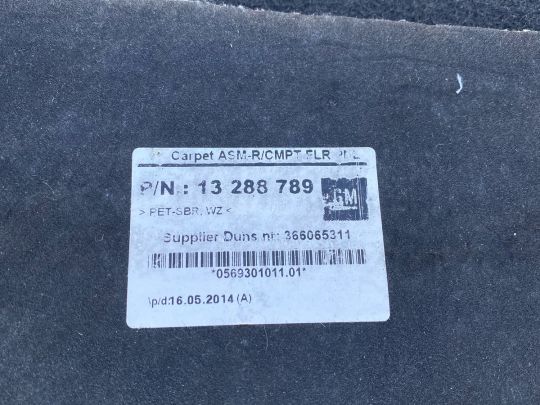 Carpet ASM-R/CMPT FLR PNL
P/N.: 13 288 789
GM
> PET-SBR, WZ <
Supplier Duns nr: 366065311
*0569301011.01*
\p/d:16.05.2014 (A)